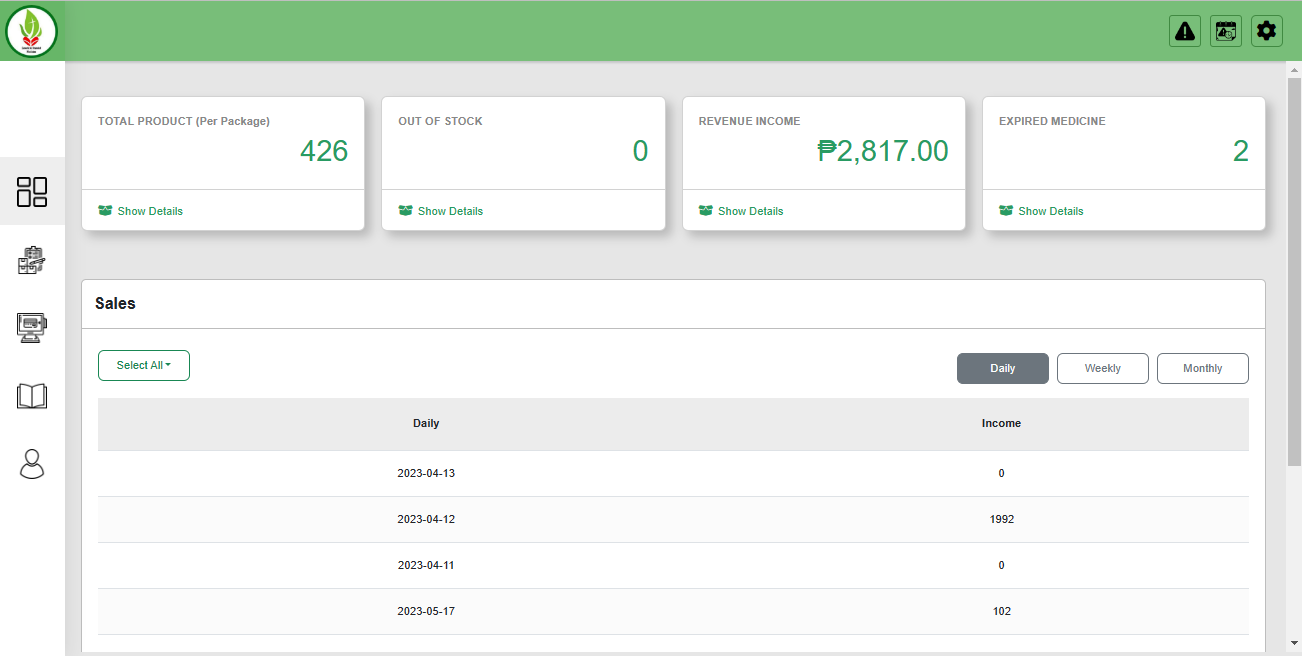 TOTAL PRODUCT (Per Package)
426
Show Details
OUT OF STOCK
0
Show Details
REVENUE INCOME
₱2,817.00
Show Details
EXPIRED MEDICINE
2
Show Details
Sales
Select All
Daily Weekly Monthly
Daily Income
2023-04-13 0
2023-04-12 1992
2023-04-11 0
2023-05-17 102